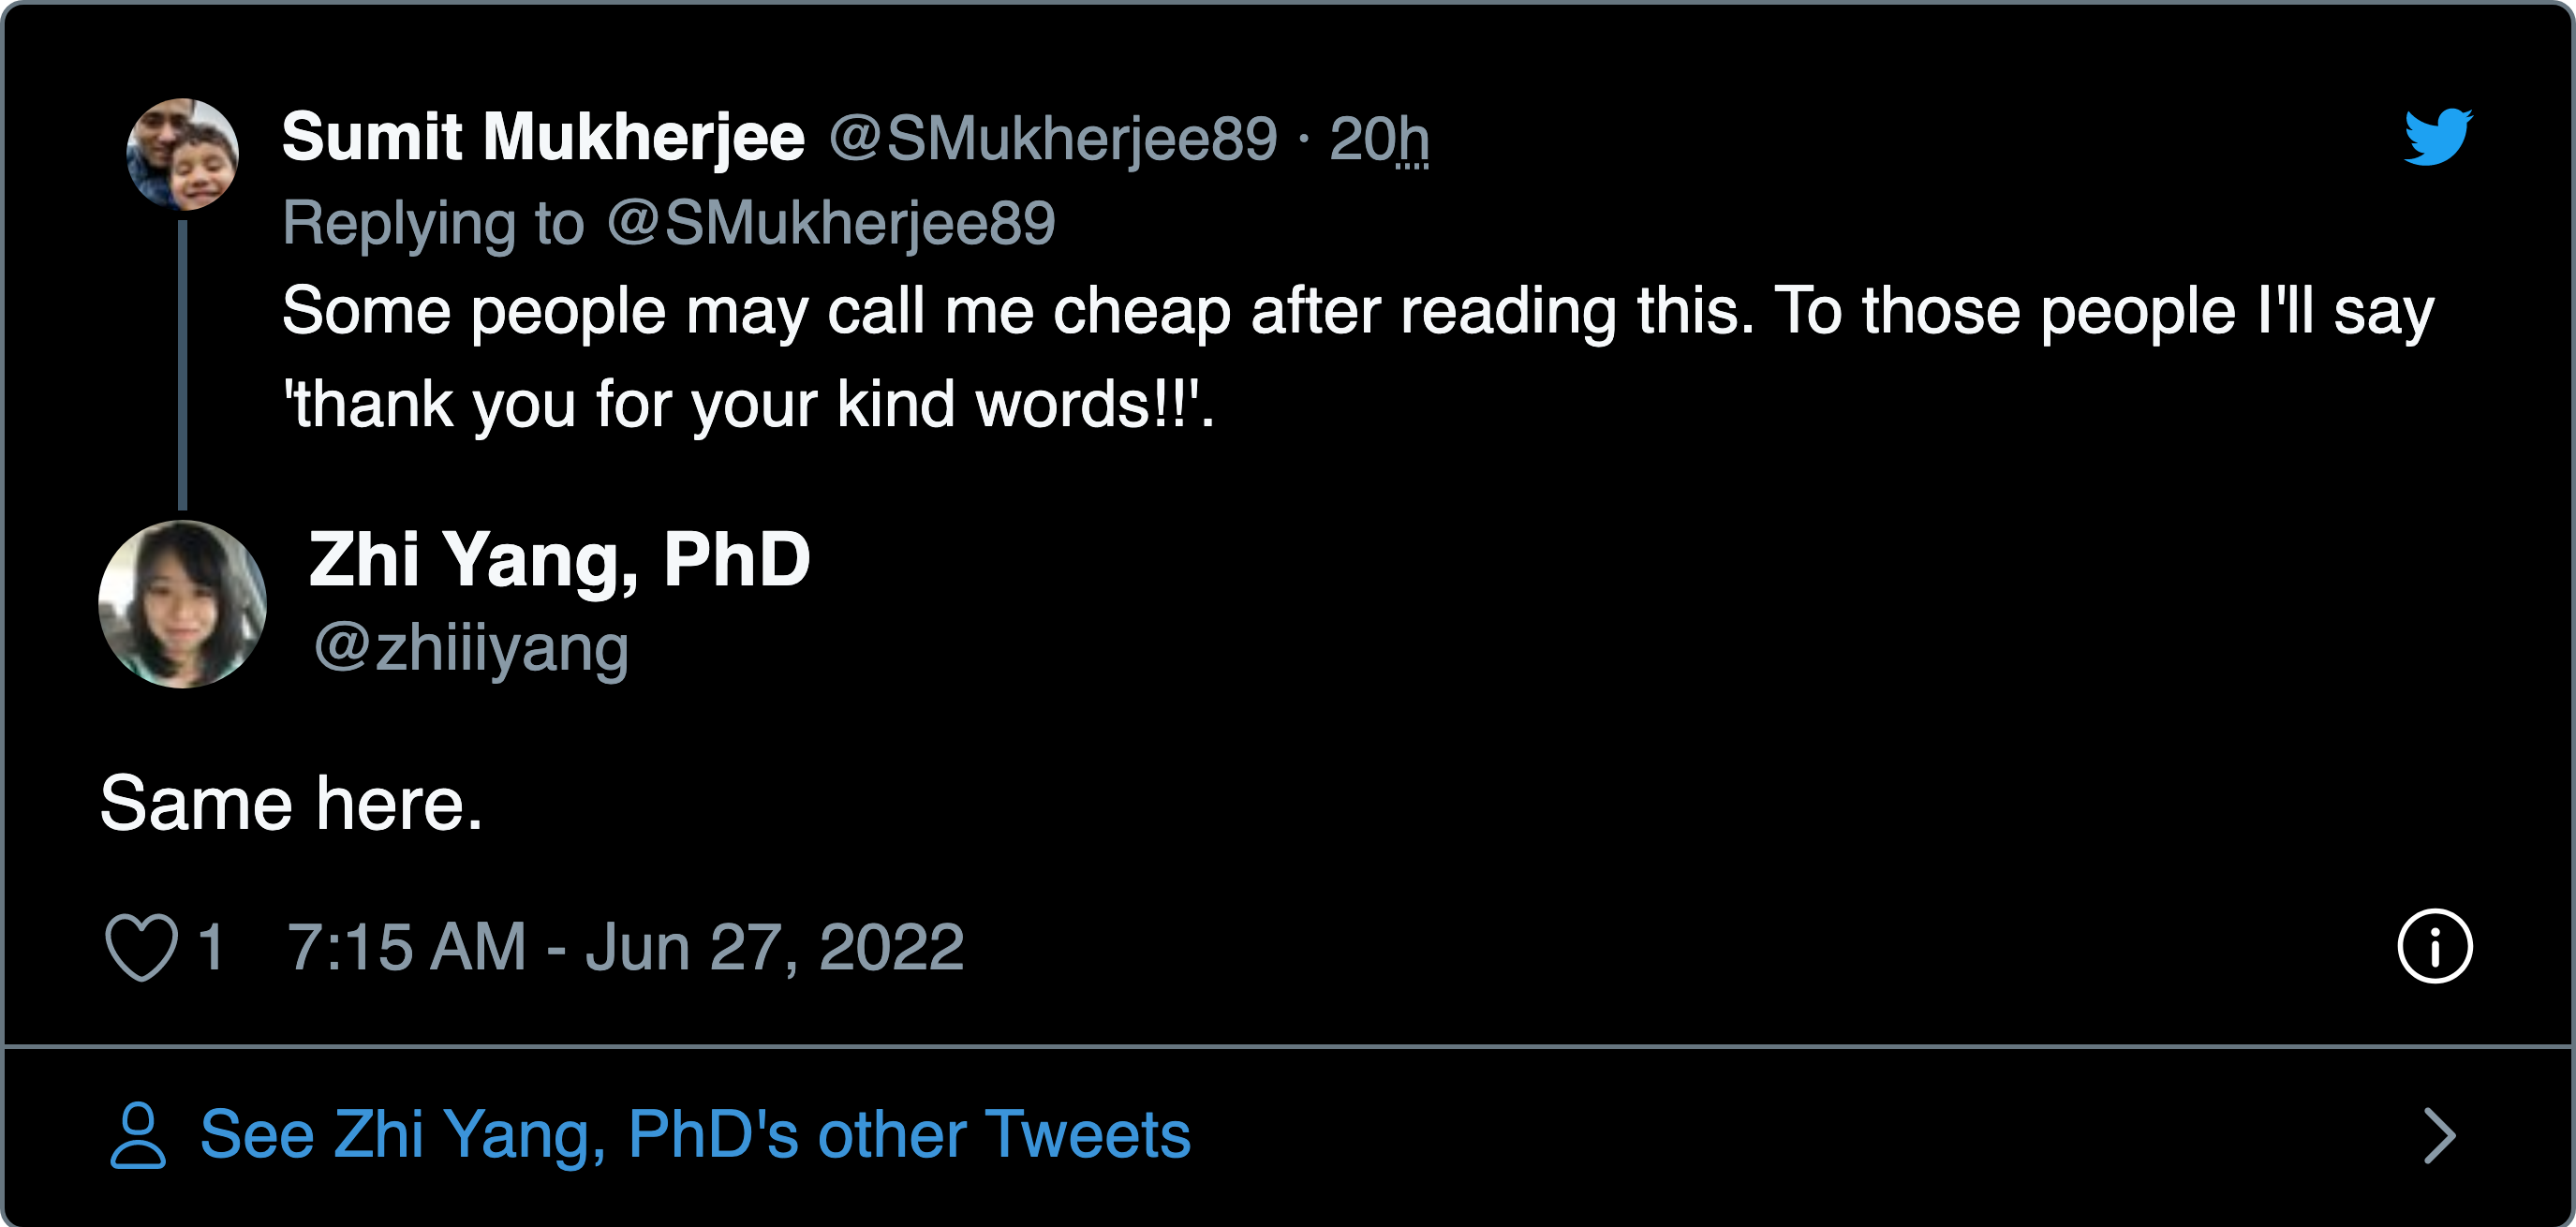 Sumit Mukherjee @SMukherjee89 · 20h
Replying to @SMukherjee89
Some people may call me cheap after reading this. To those people I'll say
'thank you for your kind words!!'.
Zhi Yang, PhD
@zhiiiyang
Same here.
1 7:15 AM - Jun 27, 2022
See Zhi Yang, PhD's other Tweets